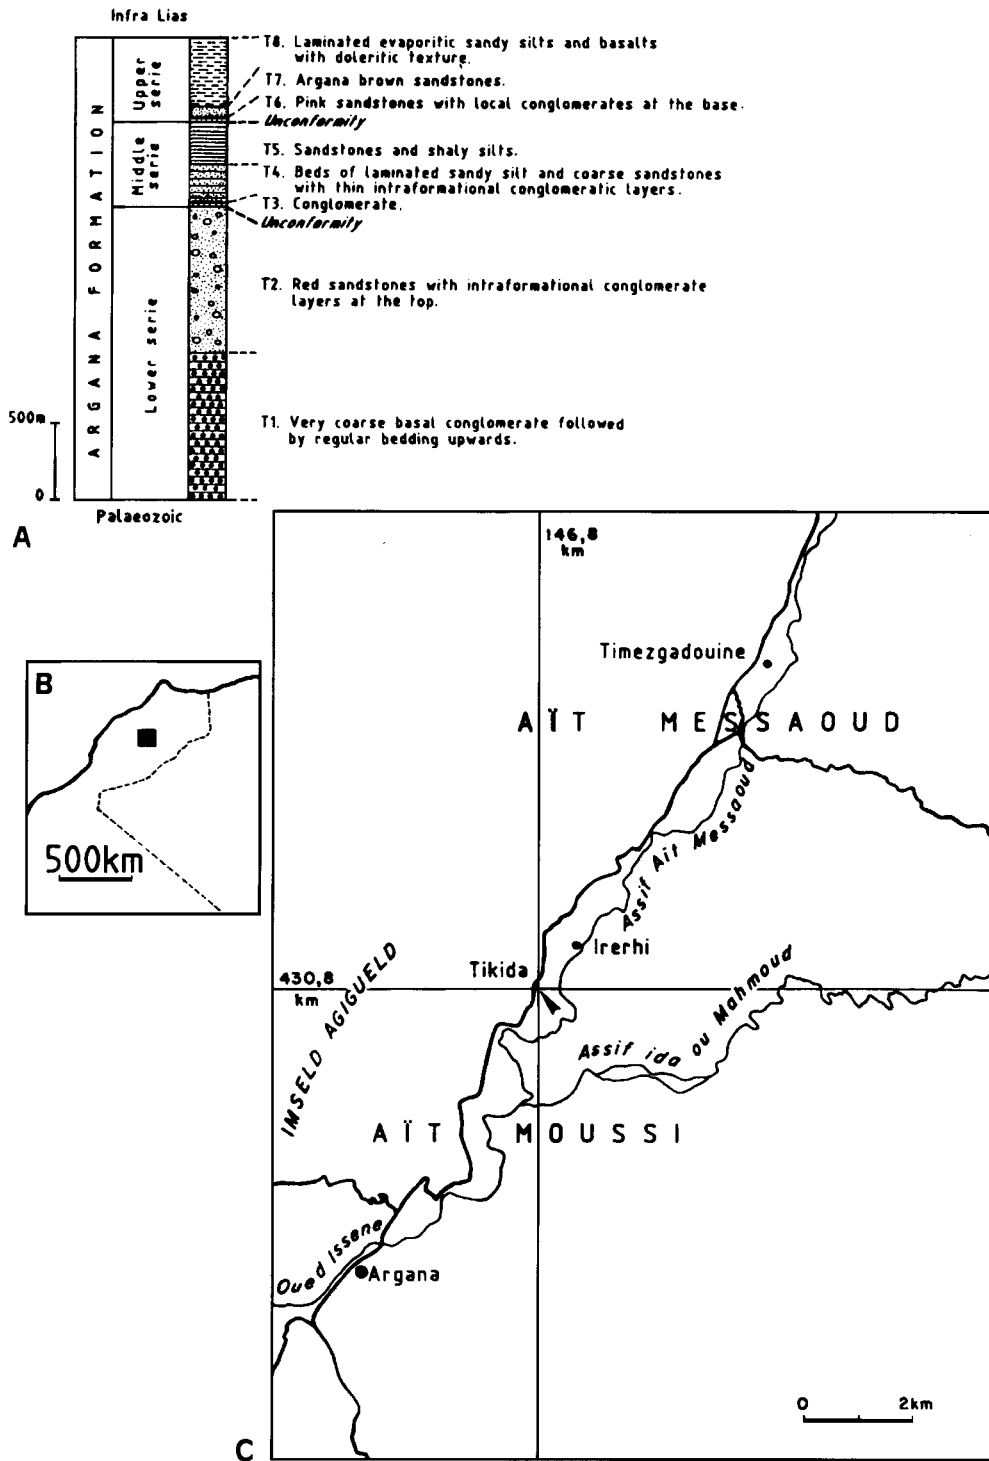 Infra Lias
T8. Laminated evaporitic sandy silts and basalts
with doleritic texture.
T7. Argana brown sandstones.
T6. Pink sandstones with local conglomerates at the base.
Unconformity
T5. Sandstones and shaly silts.
T4. Beds of laminated sandy silt and coarse sandstones
with thin intraformational conglomeratic layers.
T3. Conglomerate.
Unconformity
T2. Red sandstones with intraformational conglomerate
layers at the top.
T1. Very coarse basal conglomerate followed
by regular bedding upwards.
ARGANA FORMATION
Upper serie
Middle serie
Lower serie
500m
0
Palaeozoic
A
B
500km
146,8
km
Timezgadouine
AÏT MESSAOUD
Assif Aït Messaoud
Irerhi
Tikida
430,8
km
IMSELD AGIGUELD
Assif ida ou Mahmoud
AÏT MOUSSI
Oued Issene
Argana
0 2km
C